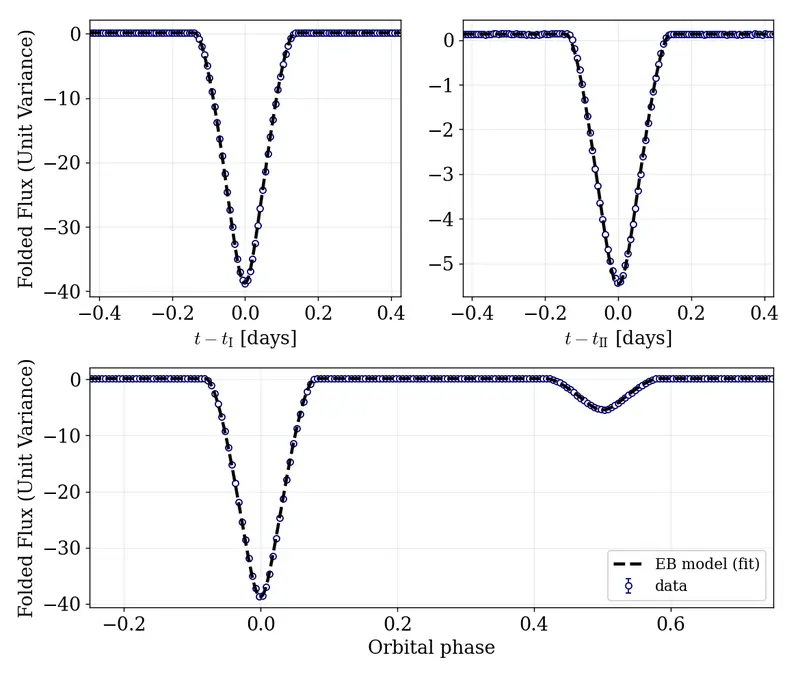 Folded Flux (Unit Variance)
0
−10
−20
−30
−40
−0.4 −0.2 0.0 0.2 0.4
t − tI [days]
0
−1
−2
−3
−4
−5
−0.4 −0.2 0.0 0.2 0.4
t − tII [days]
Folded Flux (Unit Variance)
0
−10
−20
−30
−40
−0.2 0.0 0.2 0.4 0.6
Orbital phase
EB model (fit)
data